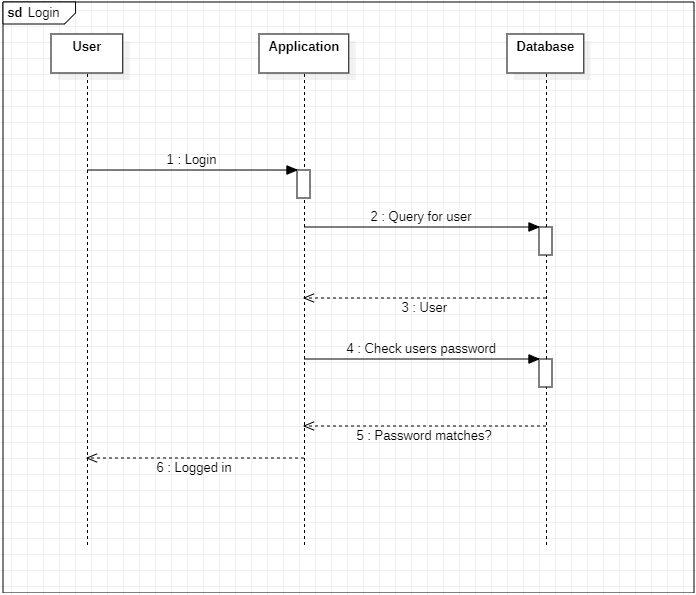 sd Login
User
Application
Database
1 : Login
2 : Query for user
3 : User
4 : Check users password
5 : Password matches?
6 : Logged in